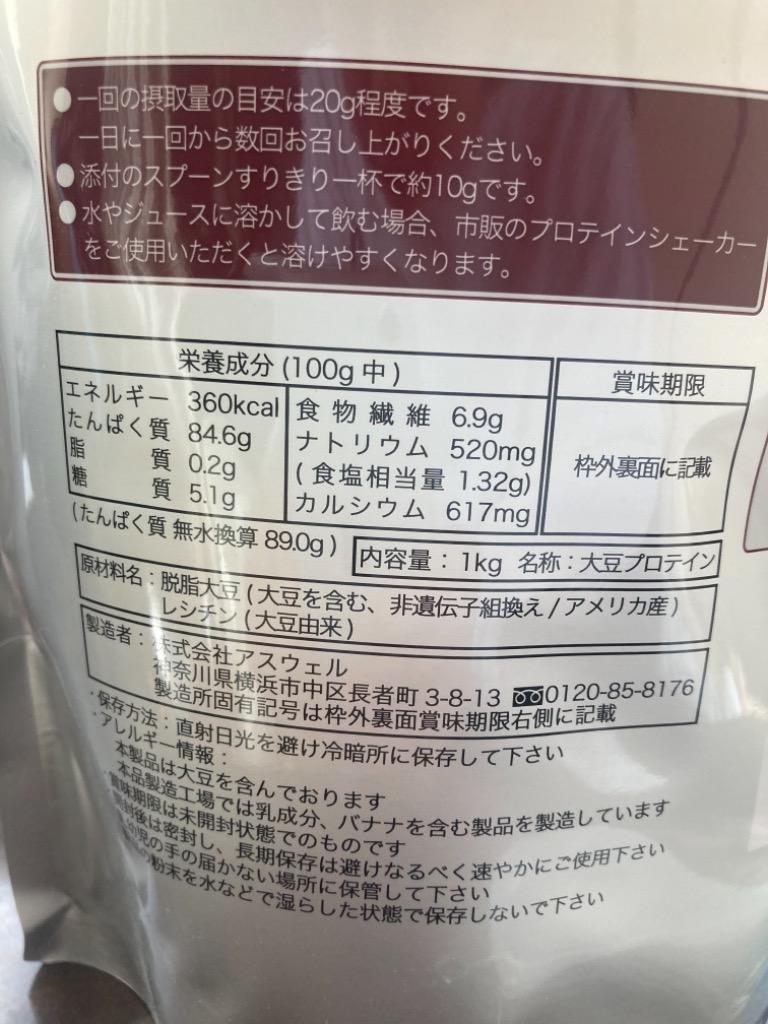 ●一回の摂取量の目安は20g程度です。
一日に一回から数回お召し上がりください。
●添付のスプーンすりきり一杯で約10gです。
●水やジュースに溶かして飲む場合、市販のプロテインシェーカー
をご使用いただくと溶けやすくなります。
栄養成分(100g中)
エネルギー 360kcal
たんぱく質 84.6g
脂質 0.2g
糖質 5.1g
食物繊維 6.9g
ナトリウム 520mg
(食塩相当量 1.32g)
カルシウム 617mg
賞味期限
枠外裏面に記載
(たんぱく質 無水換算 89.0g)
内容量:1kg 名称:大豆プロテイン
原材料名:脱脂大豆(大豆を含む、非遺伝子組換え/アメリカ産)
レシチン(大豆由来)
製造者:株式会社アスウェル
神奈川県横浜市中区長者町 3-8-13 0120-85-8176
製造所固有記号は枠外裏面賞味期限右側に記載
・保存方法:直射日光を避け冷暗所に保存して下さい
・アレルギー情報:
本製品は大豆を含んでおります
本品製造工場では乳成分、バナナを含む製品を製造しています
賞味期限は未開封状態でのものです
開封後は密封し、長期保存は避けなるべく速やかにご使用下さい
幼児の手の届かない場所に保管して下さい
の粉末を水などで湿らした状態で保存しないで下さい